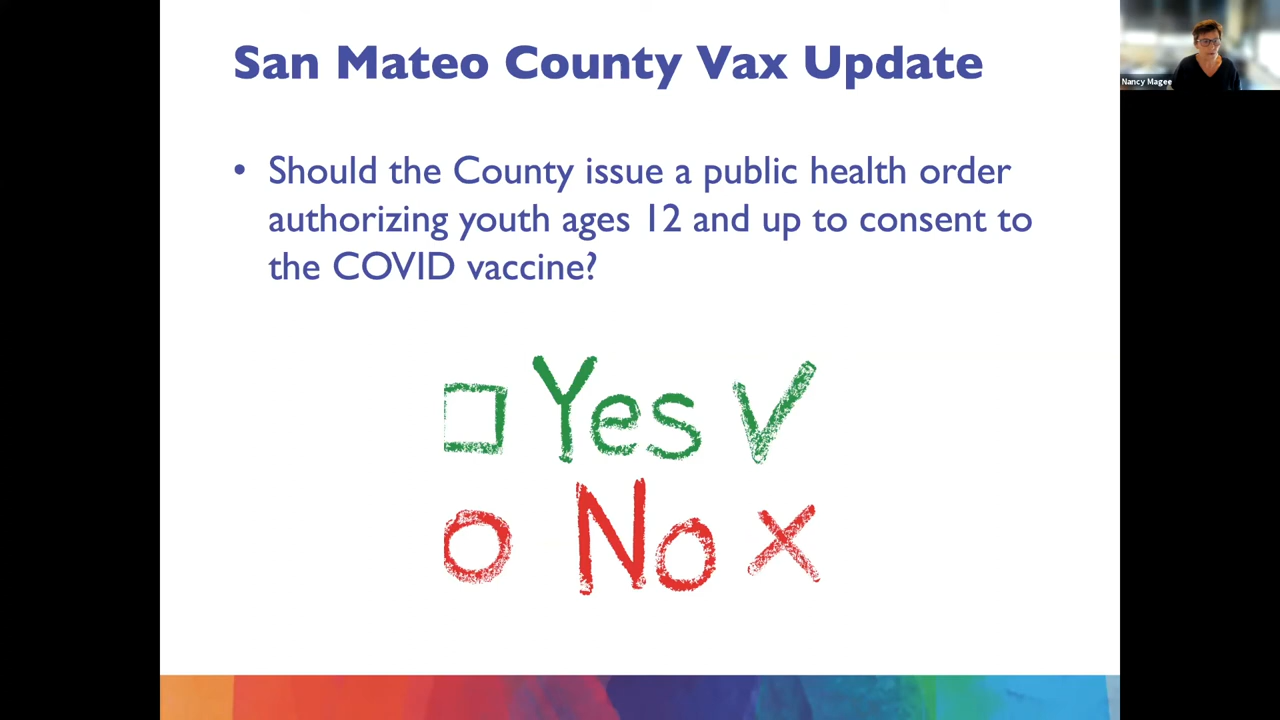 San Mateo County Vax Update
Nancy Magee
• Should the County issue a public health order
authorizing youth ages 12 and up to consent to
the COVID vaccine?
Yes
No